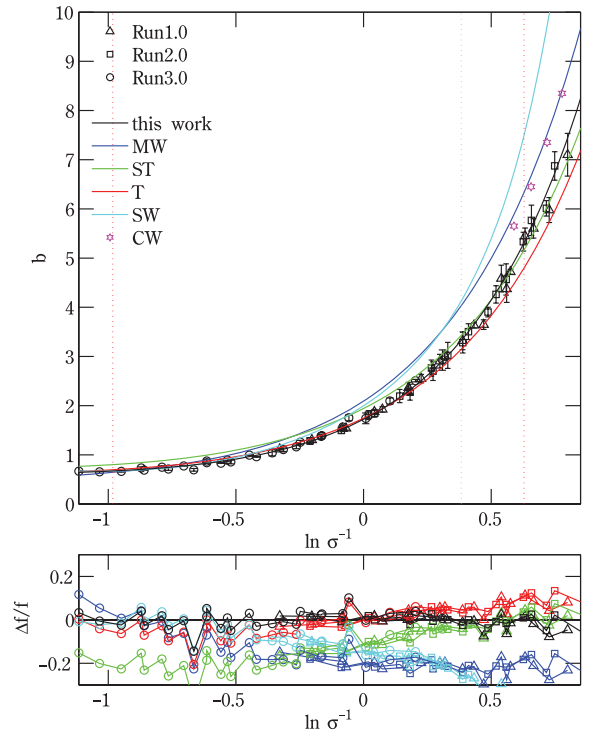 10
9
8
7
6
5
4
3
2
1
0
b
Run1.0
Run2.0
Run3.0
this work
MW
ST
T
SW
CW
-1 -0.5 0 0.5
ln σ⁻¹
Δf/f
0.2
0
-0.2
-1 -0.5 0 0.5
ln σ⁻¹